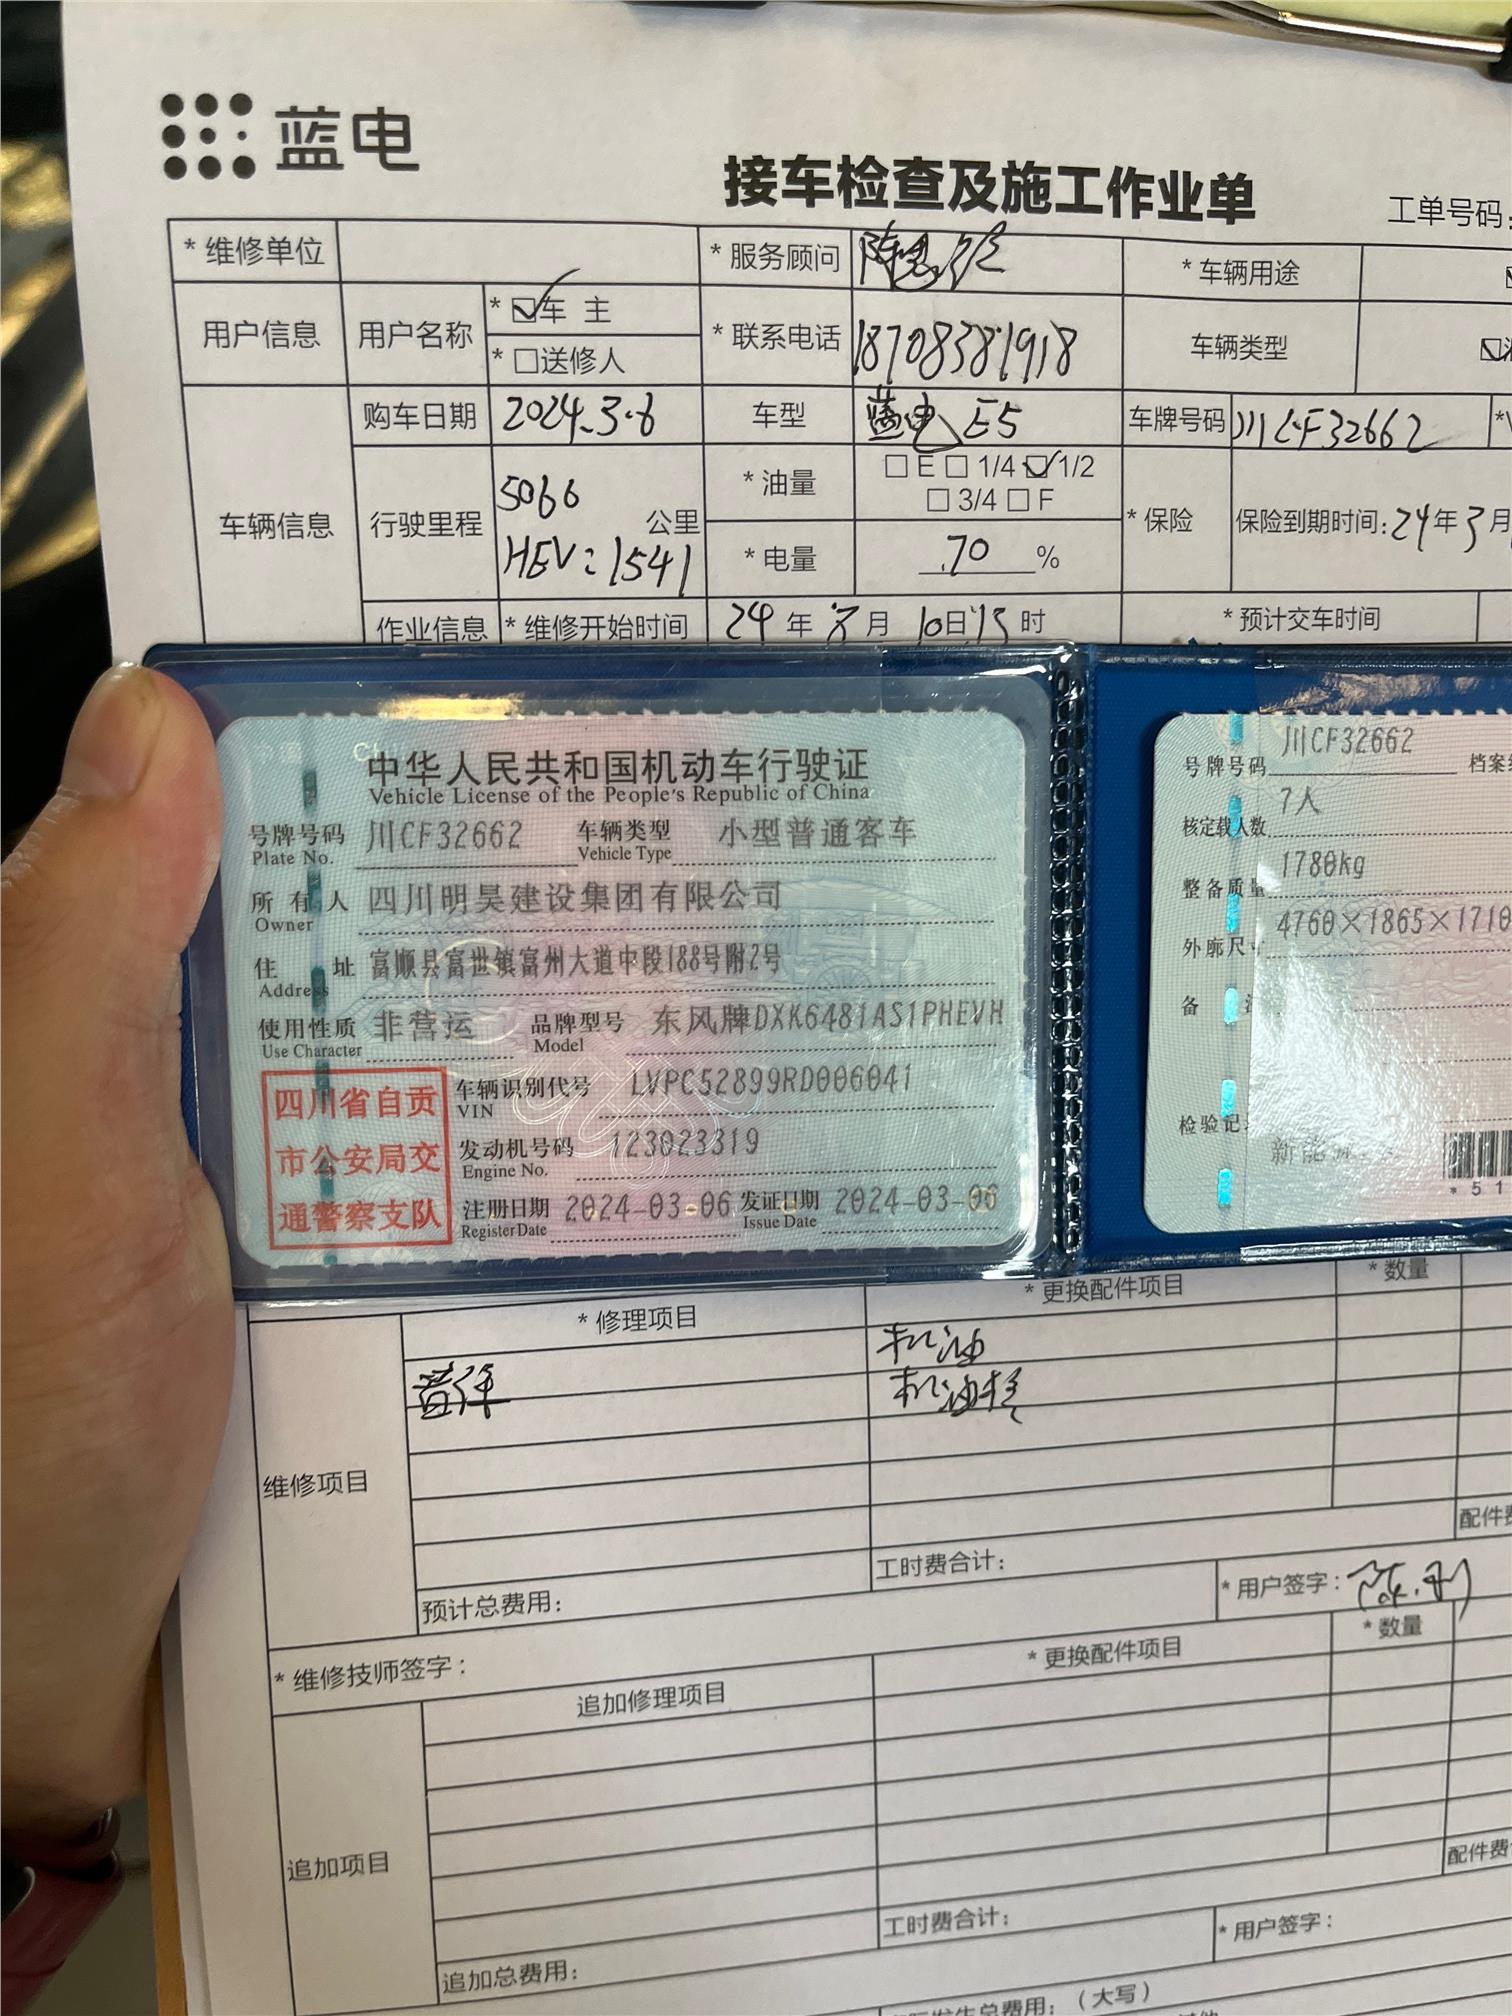 蓝电
接车检查及施工作业单
工单号码:
* 维修单位
* 服务顾问
* 车辆用途
用户信息
用户名称
* ☑车 主
* □送修人
* 联系电话
18708381918
车辆类型
车辆信息
购车日期
2024.3.6
车型
蓝电E5
车牌号码
川CF32662
行驶里程
5066
公里
HEV:1541
* 油量
□ E □ 1/4 ☑ 1/2
□ 3/4 □ F
* 电量
70 %
* 保险
保险到期时间:24年3月
作业信息
* 维修开始时间
24 年 月 10日 15 时
* 预计交车时间
中华人民共和国机动车行驶证
Vehicle License of the People's Republic of China
号牌号码 川CF32662 车辆类型 小型普通客车
Plate No. Vehicle Type
所有人 四川明昊建设集团有限公司
Owner
住址 富顺县富世镇富州大道中段188号附2号
Address
使用性质 非营运 品牌型号 东风牌DXK6481AS1PHEVH
Use Character Model
四川省自贡
市公安局交
通警察支队
车辆识别代号 LVPC52899RD006041
VIN
发动机号码 123023319
Engine No.
注册日期 2024-03-06 发证日期 2024-03-06
Register Date Issue Date
号牌号码 川CF32662
核定载人数 7人
整备质量 1780kg
外廓尺寸 4760×1865×1710
备
检验记
新能源
* 5 1
* 修理项目
* 更换配件项目
* 数量
维修项目
首保
机油
机油格
配件费
工时费合计:
预计总费用:
* 用户签字:
* 维修技师签字:
追加修理项目
* 更换配件项目
* 数量
追加项目
配件费
工时费合计:
* 用户签字:
追加总费用:
总费用:(大写)